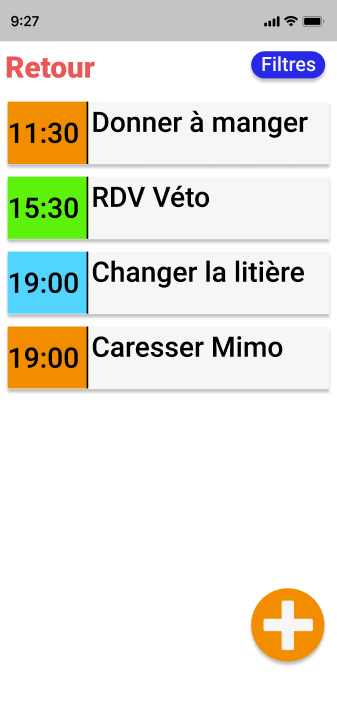 9:27
Retour
Filtres
11:30 Donner à manger
15:30 RDV Véto
19:00 Changer la litière
19:00 Caresser Mimo